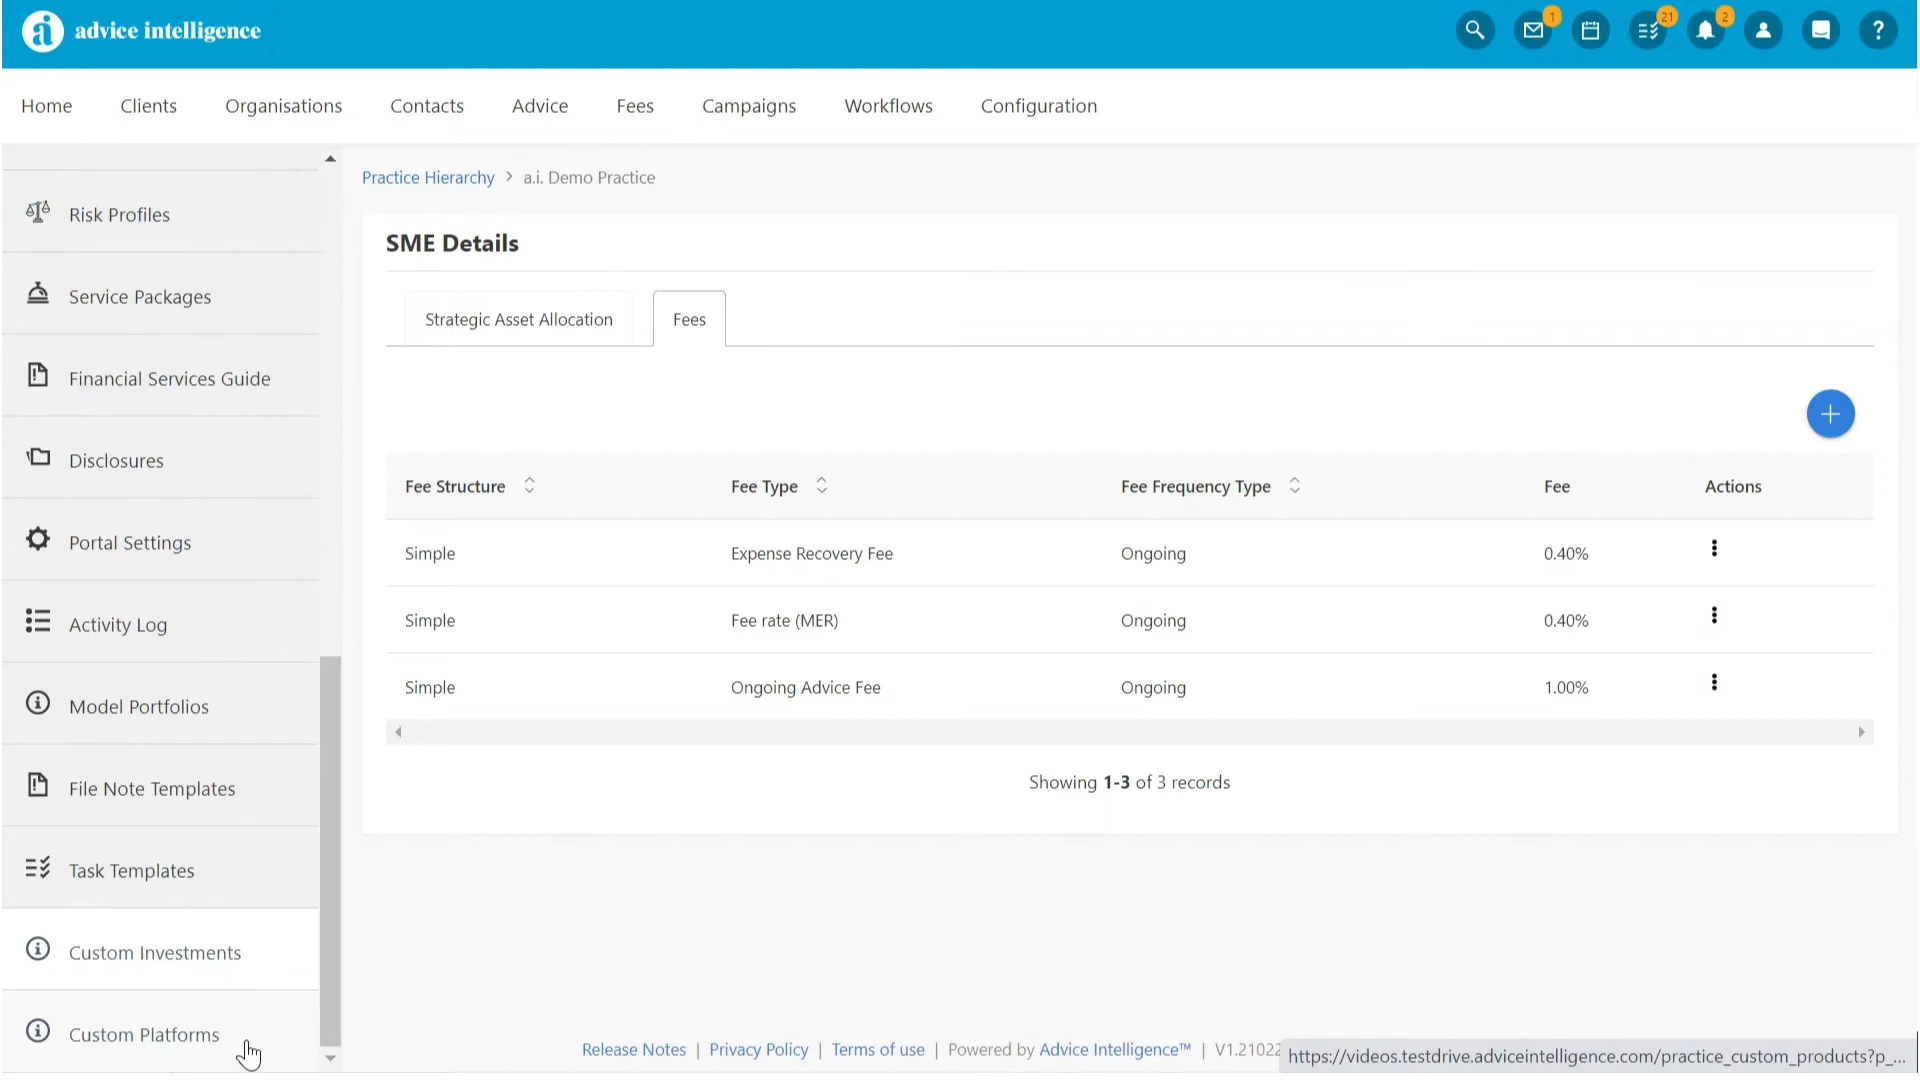 advice intelligence
1
21
2
?
Home Clients Organisations Contacts Advice Fees Campaigns Workflows Configuration
Practice Hierarchy > a.i. Demo Practice
Risk Profiles
Service Packages
Financial Services Guide
Disclosures
Portal Settings
Activity Log
Model Portfolios
File Note Templates
Task Templates
Custom Investments
Custom Platforms
SME Details
Strategic Asset Allocation Fees
+
Fee Structure Fee Type Fee Frequency Type Fee Actions
Simple Expense Recovery Fee Ongoing 0.40%
Simple Fee rate (MER) Ongoing 0.40%
Simple Ongoing Advice Fee Ongoing 1.00%
Showing 1-3 of 3 records
Release Notes | Privacy Policy | Terms of use | Powered by Advice Intelligence™ | V1.21022
https://videos.testdrive.adviceintelligence.com/practice_custom_products?p_...